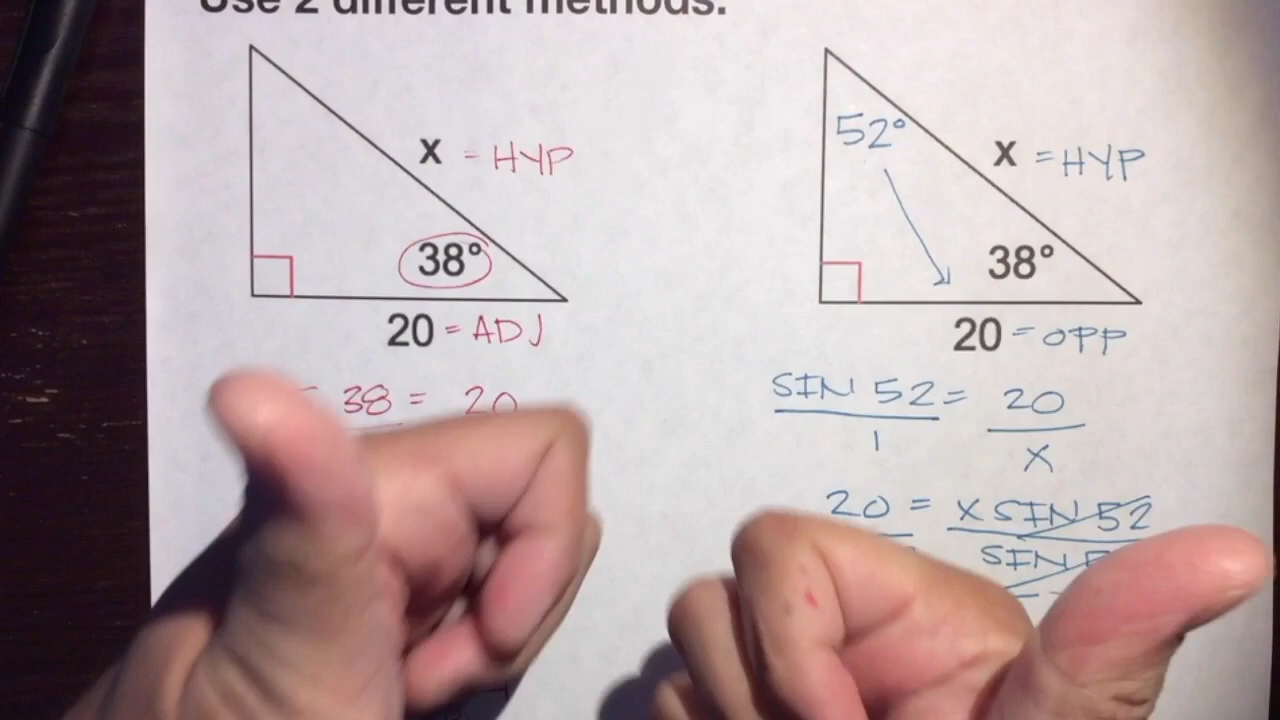 Use 2 different methods.
x = HYP
38°
20 = ADJ
38 = 20
52°
x = HYP
38°
20 = OPP
SIN 52 = 20
1 X
20 = X SIN 52
SIN